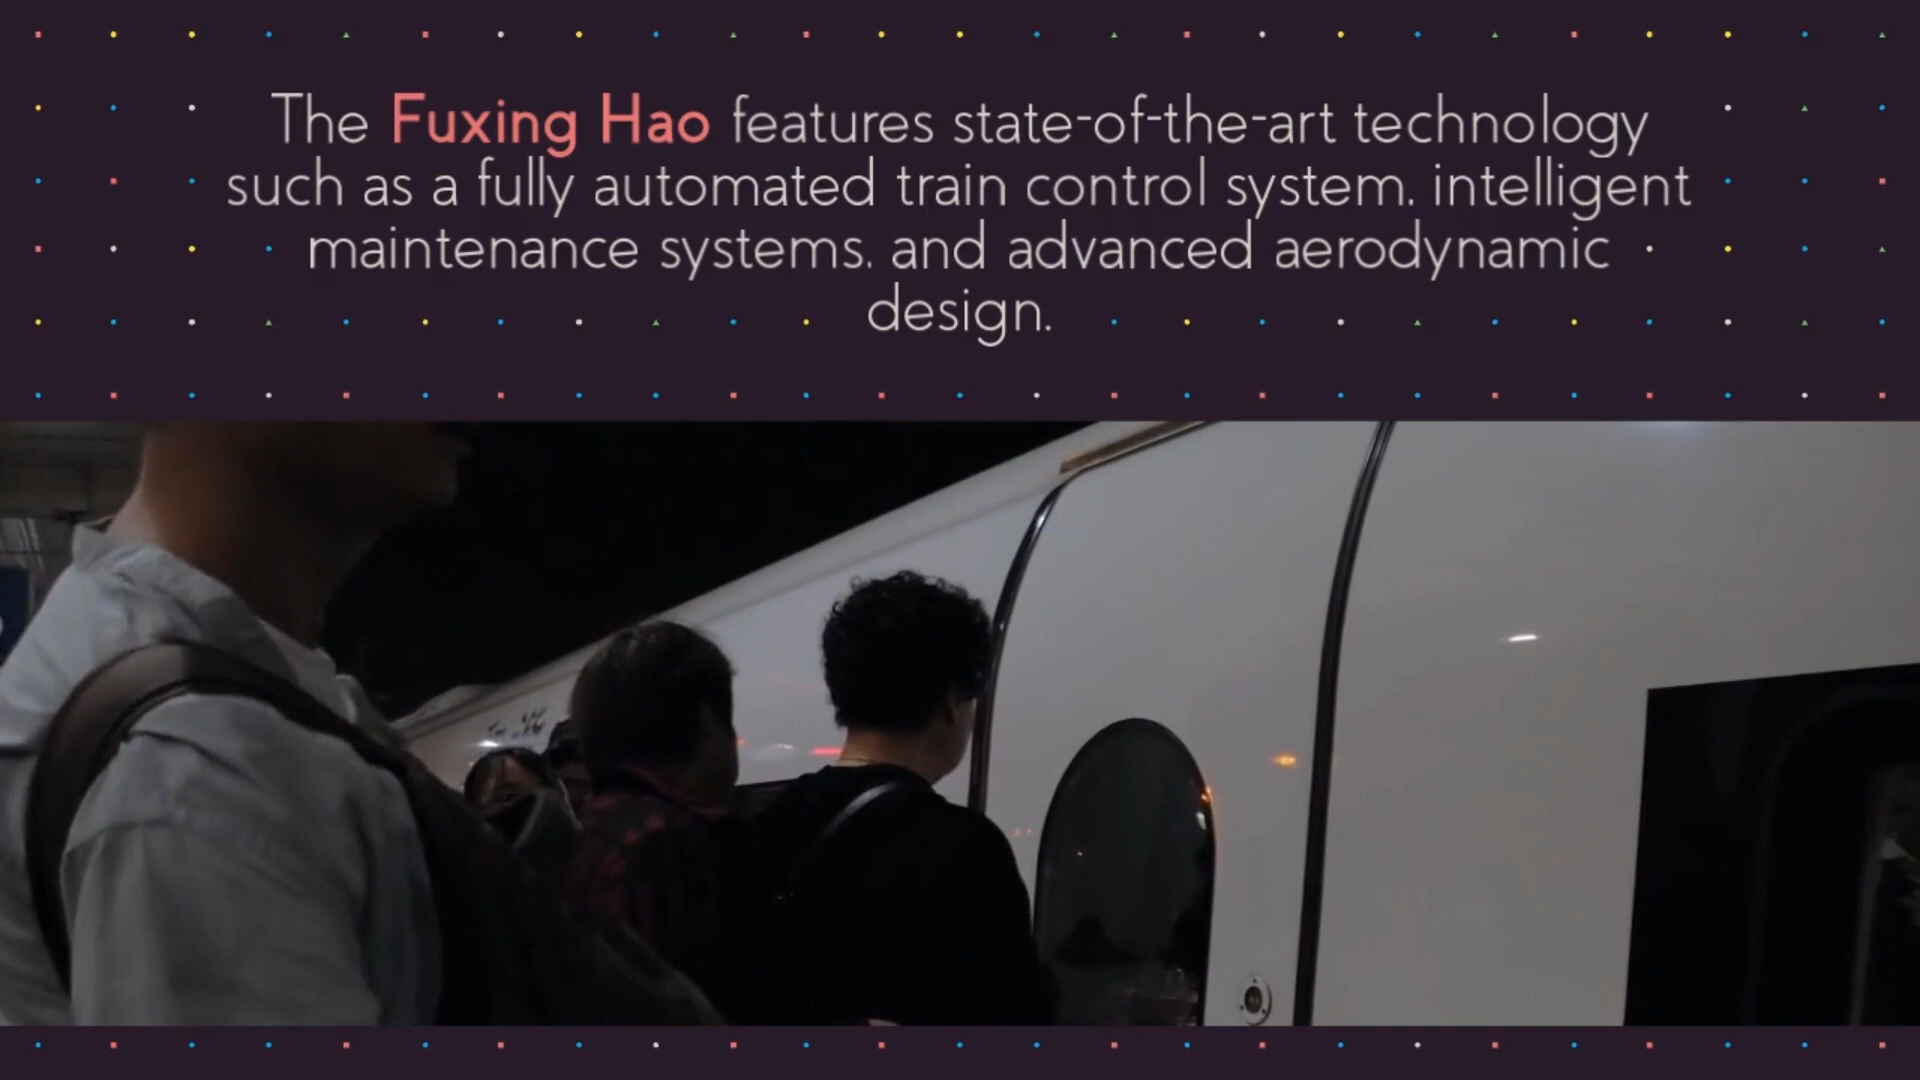 The Fuxing Hao features state-of-the-art technology
such as a fully automated train control system, intelligent
maintenance systems, and advanced aerodynamic
design.